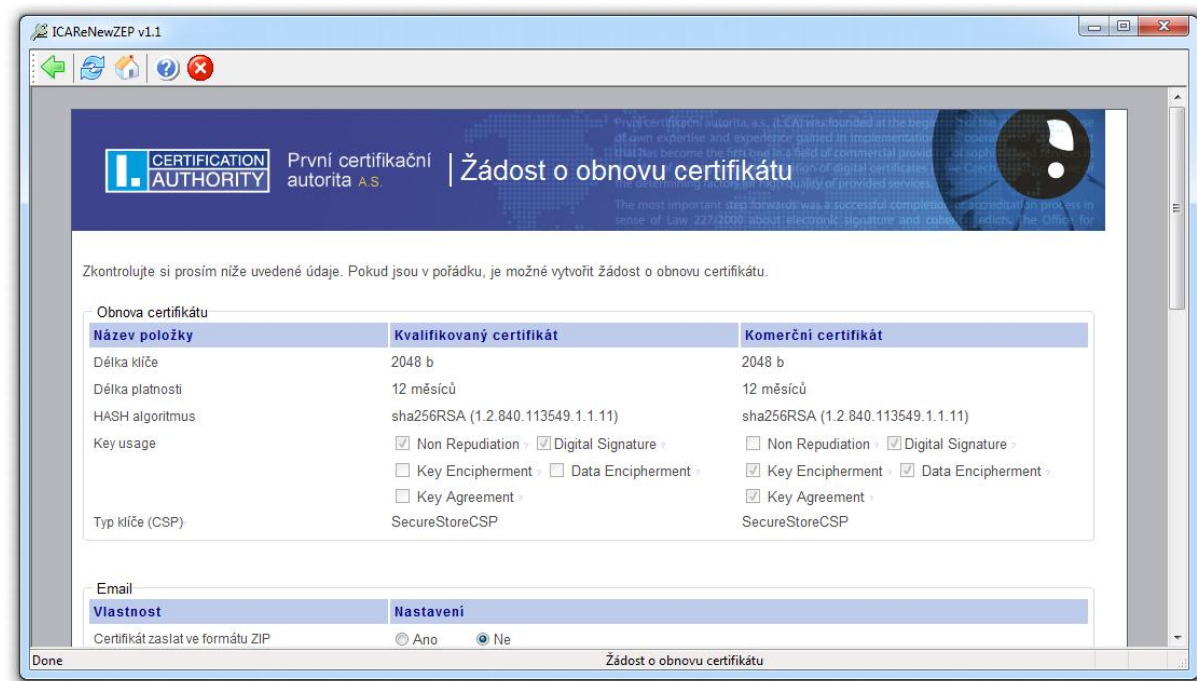 ICAReNewZEP v1.1
CERTIFICATION
AUTHORITY
První certifikační
autorita A.S.
Žádost o obnovu certifikátu
Zkontrolujte si prosím níže uvedené údaje. Pokud jsou v pořádku, je možné vytvořit žádost o obnovu certifikátu.
Obnova certifikátu
Název položky Kvalifikovaný certifikát Komerční certifikát
Délka klíče 2048 b 2048 b
Délka platnosti 12 měsíců 12 měsíců
HASH algoritmus sha256RSA (1.2.840.113549.1.1.11) sha256RSA (1.2.840.113549.1.1.11)
Key usage Non Repudiation ? Digital Signature ? Non Repudiation ? Digital Signature ?
Key Encipherment ? Data Encipherment ? Key Encipherment ? Data Encipherment ?
Key Agreement ? Key Agreement ?
Typ klíče (CSP) SecureStoreCSP SecureStoreCSP
Email
Vlastnost Nastavení
Certifikát zaslat ve formátu ZIP Ano Ne
Done Žádost o obnovu certifikátu